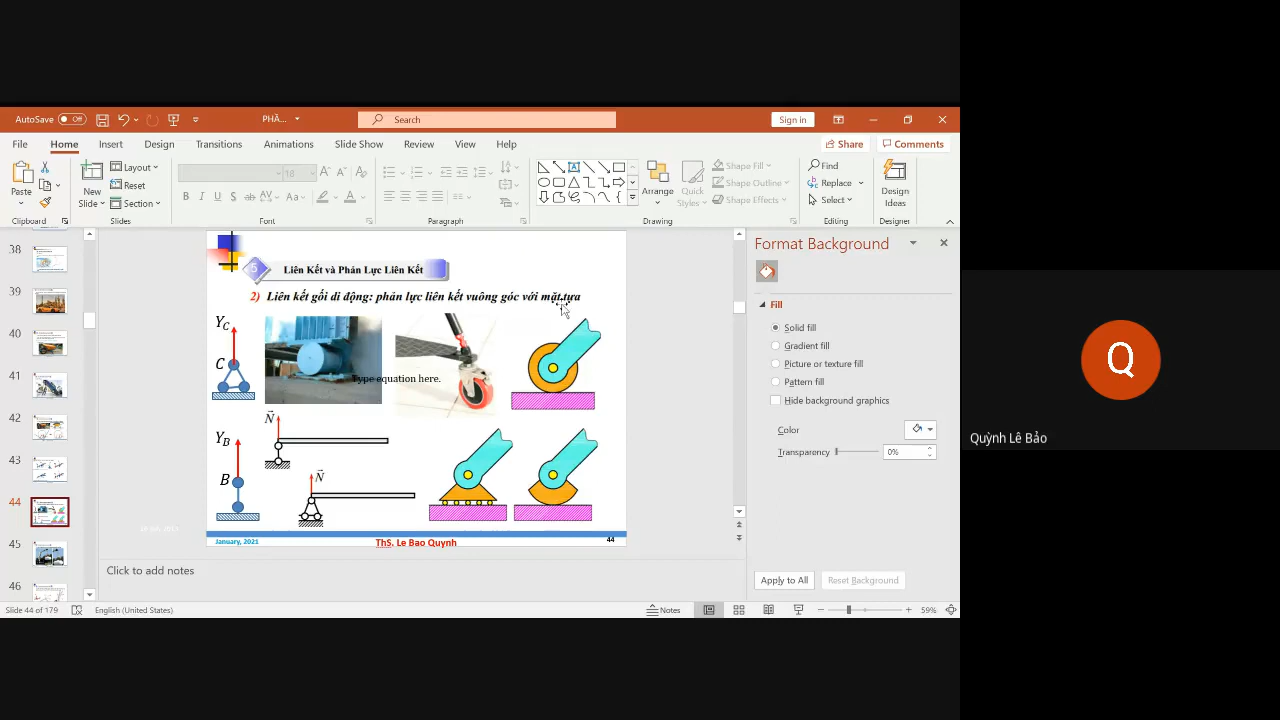 AutoSave Off PHẦ... Search Sign in
File Home Insert Design Transitions Animations Slide Show Review View Help Share Comments
Paste New Slide Layout Reset Section 18 Arrange Quick Styles Shape Fill Shape Outline Shape Effects Find Replace Select Design Ideas
Clipboard Slides Font Paragraph Drawing Editing Designer
38
39
40
41
42
43
44
45
46
5 Liên Kết và Phản Lực Liên Kết
2) Liên kết gối di động: phản lực liên kết vuông góc với mặt tựa
Y_C
C
Type equation here.
N
Y_B
B
N
January, 2021 ThS. Le Bao Quynh 44
Click to add notes
Format Background
Fill
Solid fill
Gradient fill
Picture or texture fill
Pattern fill
Hide background graphics
Color
Transparency 0%
Apply to All Reset Background
Slide 44 of 179 English (United States) Notes 59%
Q
Quỳnh Lê Bảo